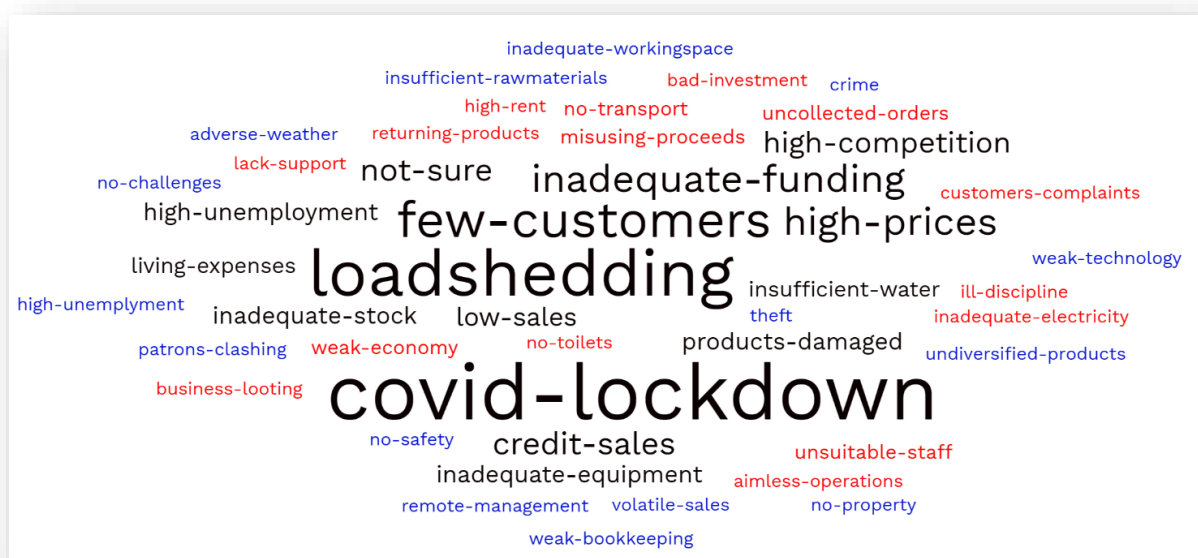 inadequate-workingspace
insufficient-rawmaterials bad-investment crime
high-rent no-transport uncollected-orders
adverse-weather returning-products misusing-proceeds high-competition
lack-support not-sure inadequate-funding
no-challenges customers-complaints
high-unemployment few-customers high-prices
living-expenses loadshedding weak-technology
high-unemplyment insufficient-water ill-discipline
inadequate-stock low-sales theft inadequate-electricity
patrons-clashing weak-economy no-toilets products-damaged undiversified-products
business-looting covid-lockdown
no-safety credit-sales unsuitable-staff
inadequate-equipment aimless-operations
remote-management volatile-sales no-property
weak-bookkeeping